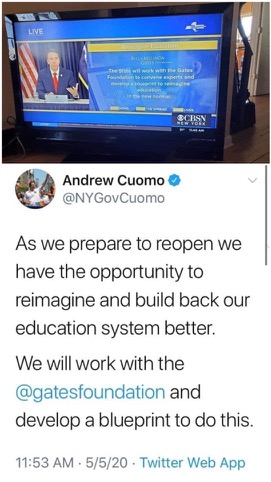 LIVE
The State will work with the Gates
Foundation to convene experts and
develop a blueprint to reimagine
education
in the new normal
CBSN
NEW YORK
11:48 AM
Andrew Cuomo
@NYGovCuomo
As we prepare to reopen we
have the opportunity to
reimagine and build back our
education system better.
We will work with the
@gatesfoundation and
develop a blueprint to do this.
11:53 AM · 5/5/20 · Twitter Web App